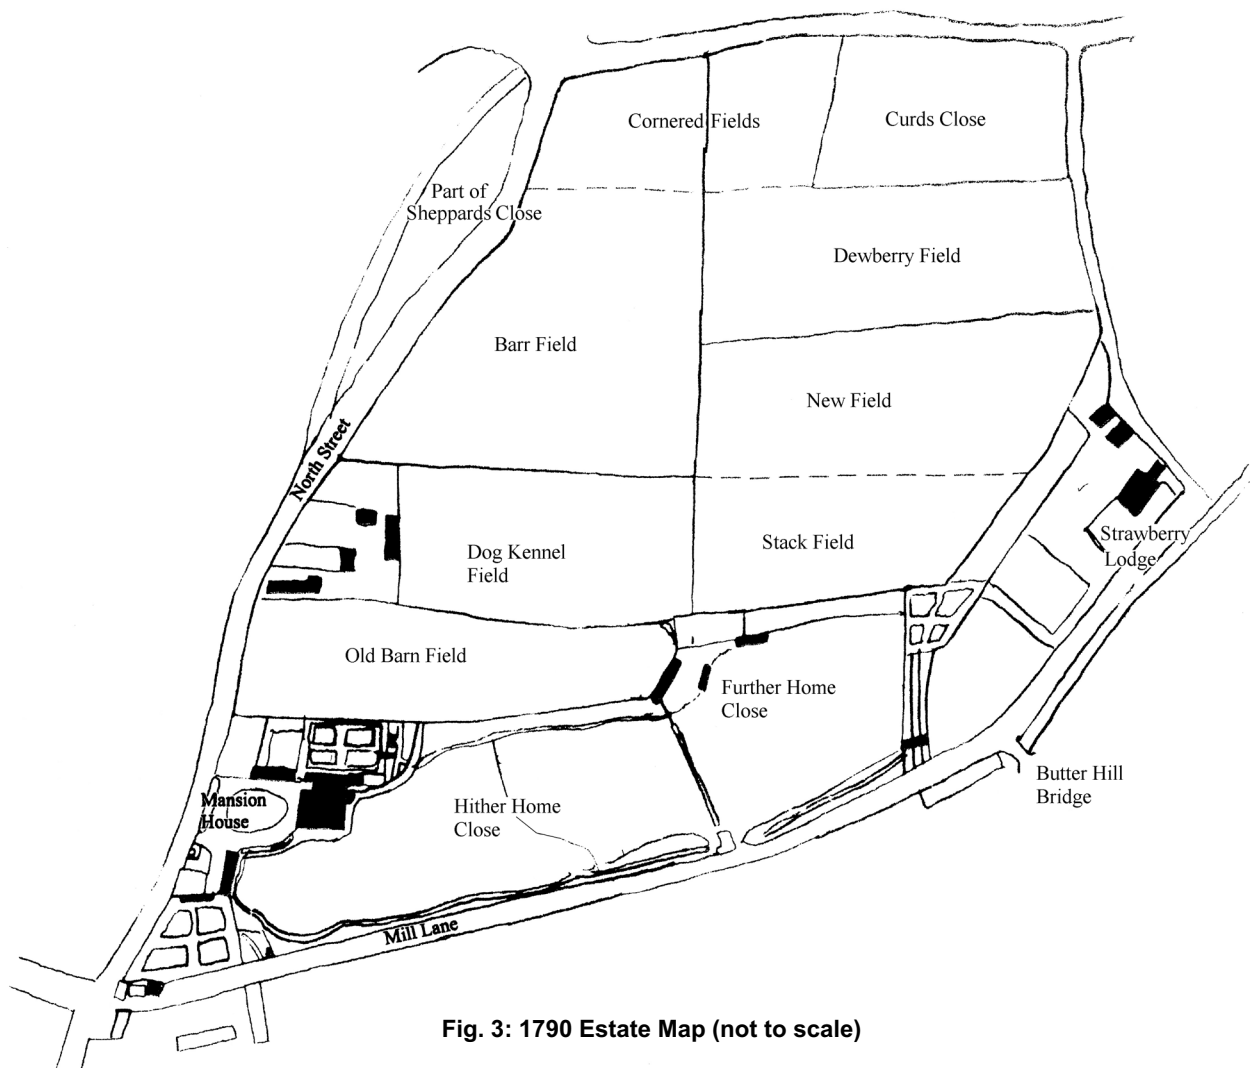 Cornered Fields
Curds Close
Part of
Sheppards Close
Dewberry Field
Barr Field
New Field
North Street
Dog Kennel
Field
Stack Field
Strawberry
Lodge
Old Barn Field
Further Home
Close
Mansion
House
Hither Home
Close
Butter Hill
Bridge
Mill Lane
Fig. 3: 1790 Estate Map (not to scale)